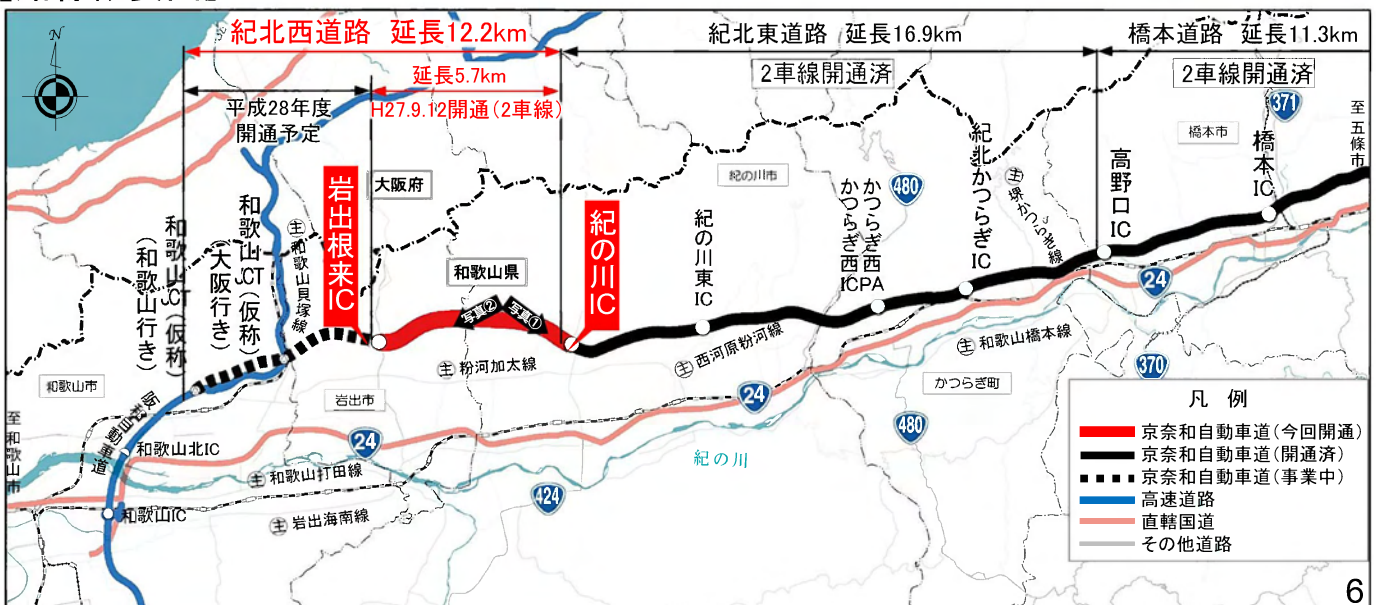 紀北西道路 延長12.2km
紀北東道路 延長16.9km
橋本道路 延長11.3km
延長5.7km
H27.9.12開通(2車線)
平成28年度
開通予定
2車線開通済
2車線開通済
N
371
至五條市
橋本市
橋本IC
高野口IC
(主)堺かつらぎ線
紀北かつらぎIC
480
かつらぎ西PA
かつらぎ西IC
紀の川市
紀の川東IC
紀の川IC
大阪府
和歌山県
岩出根来IC
(主)和歌山貝塚線
和歌山JCT(仮称)
(大阪行き)
和歌山JCT(仮称)
(和歌山行き)
写真②
写真①
(主)粉河加太線
(主)西河原粉河線
(主)和歌山橋本線
24
370
かつらぎ町
和歌山市
岩出市
24
480
至和歌山市
阪和自動車道
和歌山北IC
24
紀の川
(主)和歌山打田線
424
和歌山IC
(主)岩出海南線
凡 例
京奈和自動車道(今回開通)
京奈和自動車道(開通済)
京奈和自動車道(事業中)
高速道路
直轄国道
その他道路
6